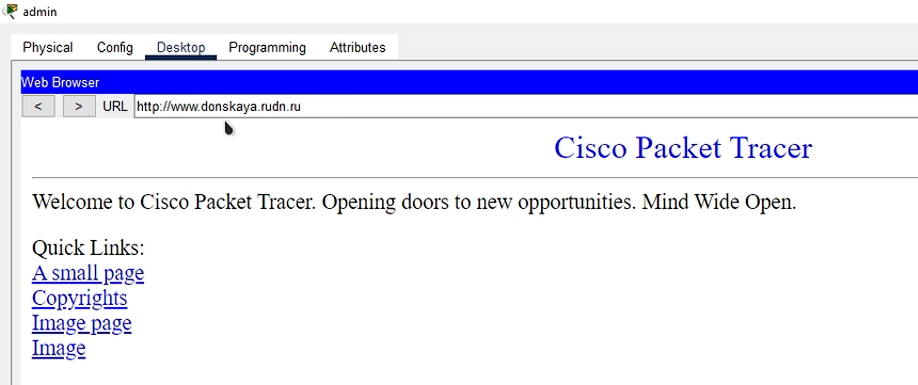 admin
Physical Config Desktop Programming Attributes
Web Browser
< > URL http://www.donskaya.rudn.ru
Cisco Packet Tracer
Welcome to Cisco Packet Tracer. Opening doors to new opportunities. Mind Wide Open.
Quick Links:
A small page
Copyrights
Image page
Image